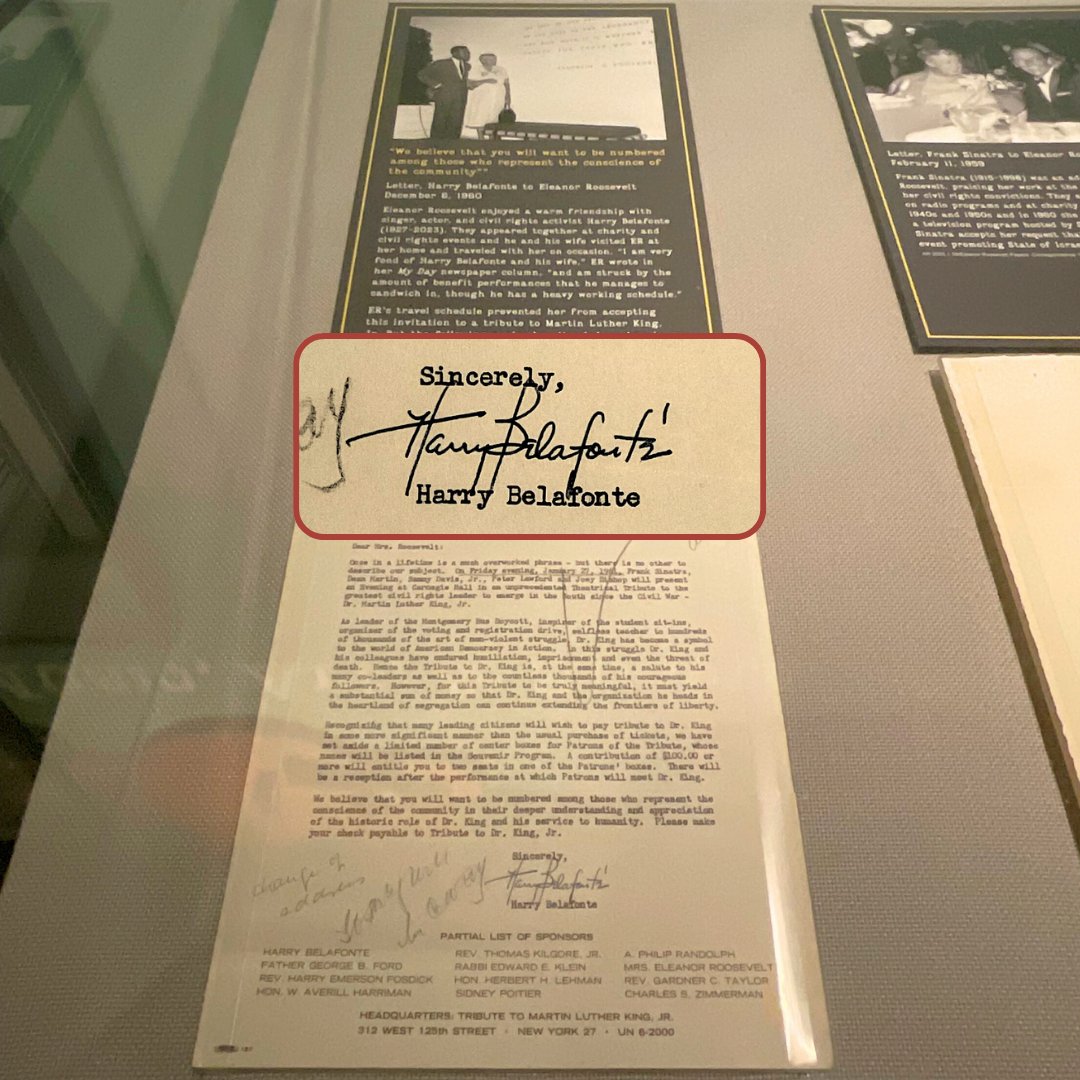 "We believe that you will want to be numbered
among those who represent the conscience of
the community""
Letter, Harry Belafonte to Eleanor Roosevelt
December 6, 1960
Eleanor Roosevelt enjoyed a warm friendship with
singer, actor, and civil rights activist Harry Belafonte
(1927-2023). They appeared together at charity and
civil rights events and he and his wife visited ER at
her home and traveled with her on occasion. "I am very
fond of Harry Belafonte and his wife," ER wrote in
her My Day newspaper column, "and am struck by the
amount of benefit performances that he manages to
sandwich in, though he has a heavy working schedule."
ER's travel schedule prevented her from accepting
this invitation to a tribute to Martin Luther King,
Letter, Frank Sinatra to Eleanor Ro
February 11, 1959
Frank Sinatra (1915-1998) was an ad
Roosevelt, praising her work at the
her civil rights convictions. They a
on radio programs and at charity
1940s and 1950s and in 1960 she
a television program hosted by S
Sinatra accepts her request tha
event promoting State of Israe
ay
Sincerely,
Harry Belafonte
Harry Belafonte
Dear Mrs. Roosevelt:
Once in a lifetime is a much overworked phrase - but there is no other to
describe our subject. On Friday evening, January 27, 1961, Frank Sinatra,
Dean Martin, Sammy Davis, Jr., Peter Lawford and Joey Bishop will present
an Evening at Carnegie Hall in an unprecedented Theatrical Tribute to the
greatest civil rights leader to emerge in the South since the Civil War -
Dr. Martin Luther King, Jr.
As leader of the Montgomery Bus Boycott, inspirer of the student sit-ins,
organizer of the voting and registration drive, selfless teacher to hundreds
of thousands of the art of non-violent struggle, Dr. King has become a symbol
to the world of American Democracy in Action. In this struggle Dr. King and
his colleagues have endured humiliation, imprisonment and even the threat of
death. Hence the Tribute to Dr. King is, at the same time, a salute to his
many co-leaders as well as to the countless thousands of his courageous
followers. However, for this Tribute to be truly meaningful, it must yield
a substantial sum of money so that Dr. King and the organization he heads in
the heartland of segregation can continue extending the frontiers of liberty.
Recognizing that many leading citizens will wish to pay tribute to Dr. King
in some more significant manner than the usual purchase of tickets, we have
set aside a limited number of center boxes for Patrons of the Tribute, whose
names will be listed in the Souvenir Program. A contribution of $100.00 or
more will entitle you to two seats in one of the Patrons' boxes. There will
be a reception after the performance at which Patrons will meet Dr. King.
We believe that you will want to be numbered among those who represent the
conscience of the community in their deeper understanding and appreciation
of the historic role of Dr. King and his service to humanity. Please make
your check payable to Tribute to Dr. King, Jr.
Sincerely,
Harry Belafonte
Harry Belafonte
change of
address
will
be away
PARTIAL LIST OF SPONSORS
HARRY BELAFONTE REV. THOMAS KILGORE, JR. A. PHILIP RANDOLPH
FATHER GEORGE B. FORD RABBI EDWARD E. KLEIN MRS. ELEANOR ROOSEVELT
REV. HARRY EMERSON FOSDICK HON. HERBERT H. LEHMAN REV. GARDNER C. TAYLOR
HON. W. AVERILL HARRIMAN SIDNEY POITIER CHARLES S. ZIMMERMAN
HEADQUARTERS: TRIBUTE TO MARTIN LUTHER KING, JR.
312 WEST 125th STREET · NEW YORK 27 · UN 6-2000